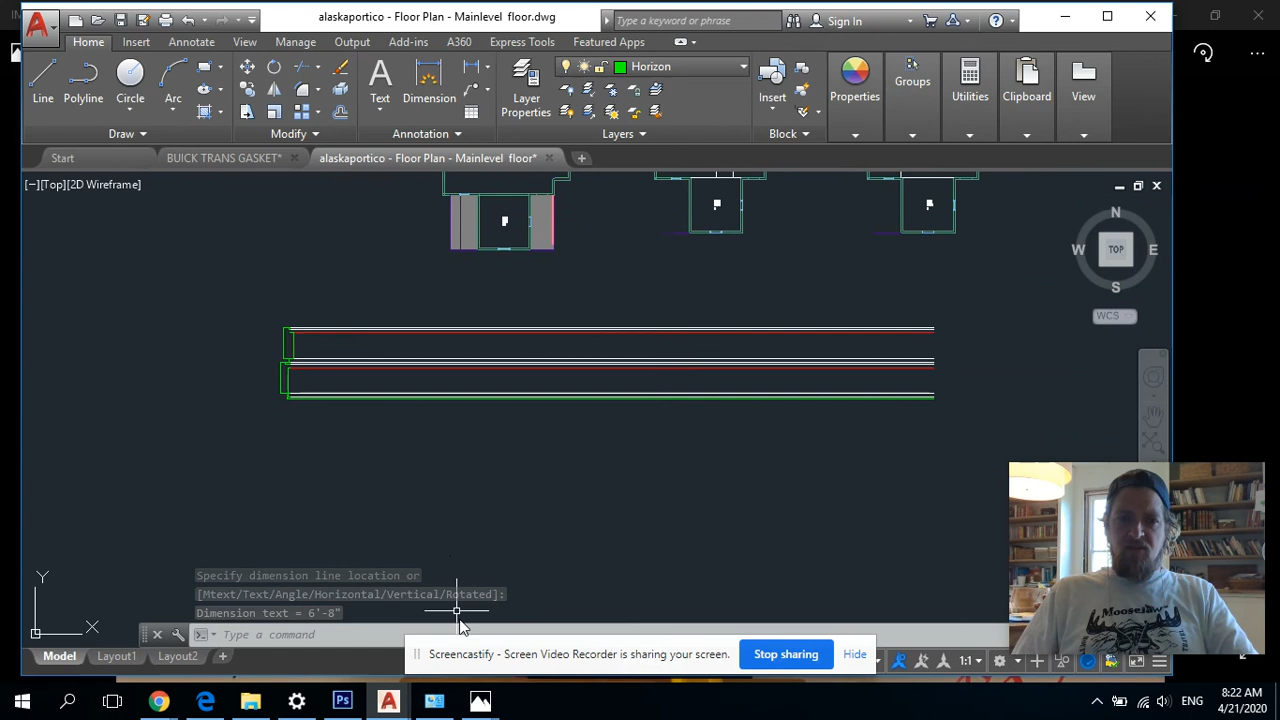 alaskaportico - Floor Plan - Mainlevel floor.dwg
Type a keyword or phrase
Sign In
Home Insert Annotate View Manage Output Add-ins A360 Express Tools Featured Apps
Horizon
Line Polyline Circle Arc
Text Dimension
Layer Properties
Insert
Properties Groups Utilities Clipboard View
Draw Modify Annotation Layers Block
Start BUICK TRANS GASKET* alaskaportico - Floor Plan - Mainlevel floor*
[−][Top][2D Wireframe]
N
W TOP E
S
WCS
Moosejaw
Specify dimension line location or
[Mtext/Text/Angle/Horizontal/Vertical/Rotated]:
Dimension text = 6'-8"
Y
X
Type a command
Screencastify - Screen Video Recorder is sharing your screen. Stop sharing Hide
Model Layout1 Layout2
1:1
Ps
ENG
8:22 AM
4/21/2020